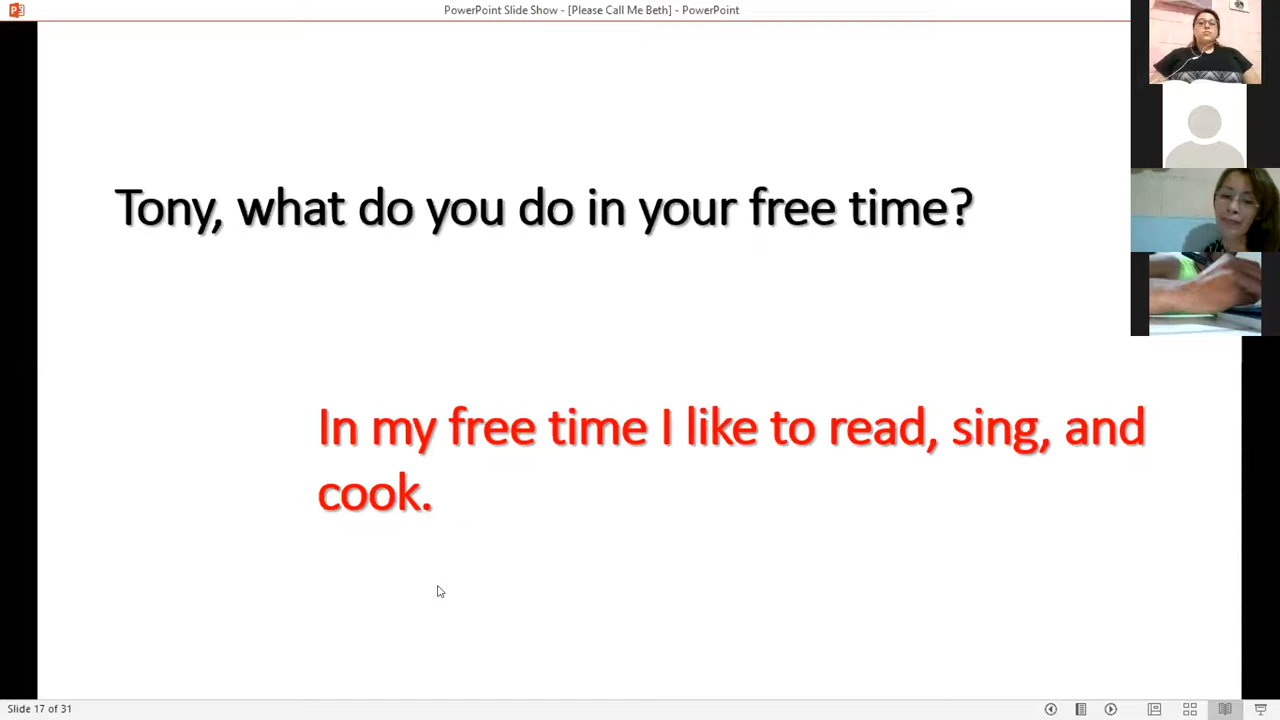 PowerPoint Slide Show - [Please Call Me Beth] - PowerPoint
Tony, what do you do in your free time?
In my free time I like to read, sing, and
cook.
Slide 17 of 31